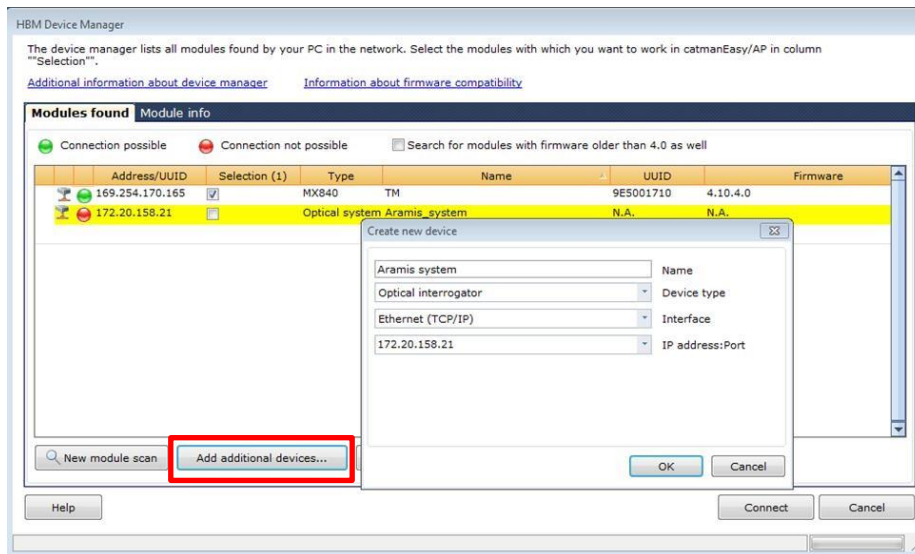 HBM Device Manager
The device manager lists all modules found by your PC in the network. Select the modules with which you want to work in catmanEasy/AP in column
""Selection"".
Additional information about device manager Information about firmware compatibility
Modules found Module info
Connection possible Connection not possible Search for modules with firmware older than 4.0 as well
Address/UUID Selection (1) Type Name UUID Firmware
169.254.170.165 MX840 TM 9E5001710 4.10.4.0
172.20.158.21 Optical system Aramis_system N.A. N.A.
Create new device
Aramis system Name
Optical interrogator Device type
Ethernet (TCP/IP) Interface
172.20.158.21 IP address:Port
New module scan Add additional devices...
OK Cancel
Help Connect Cancel